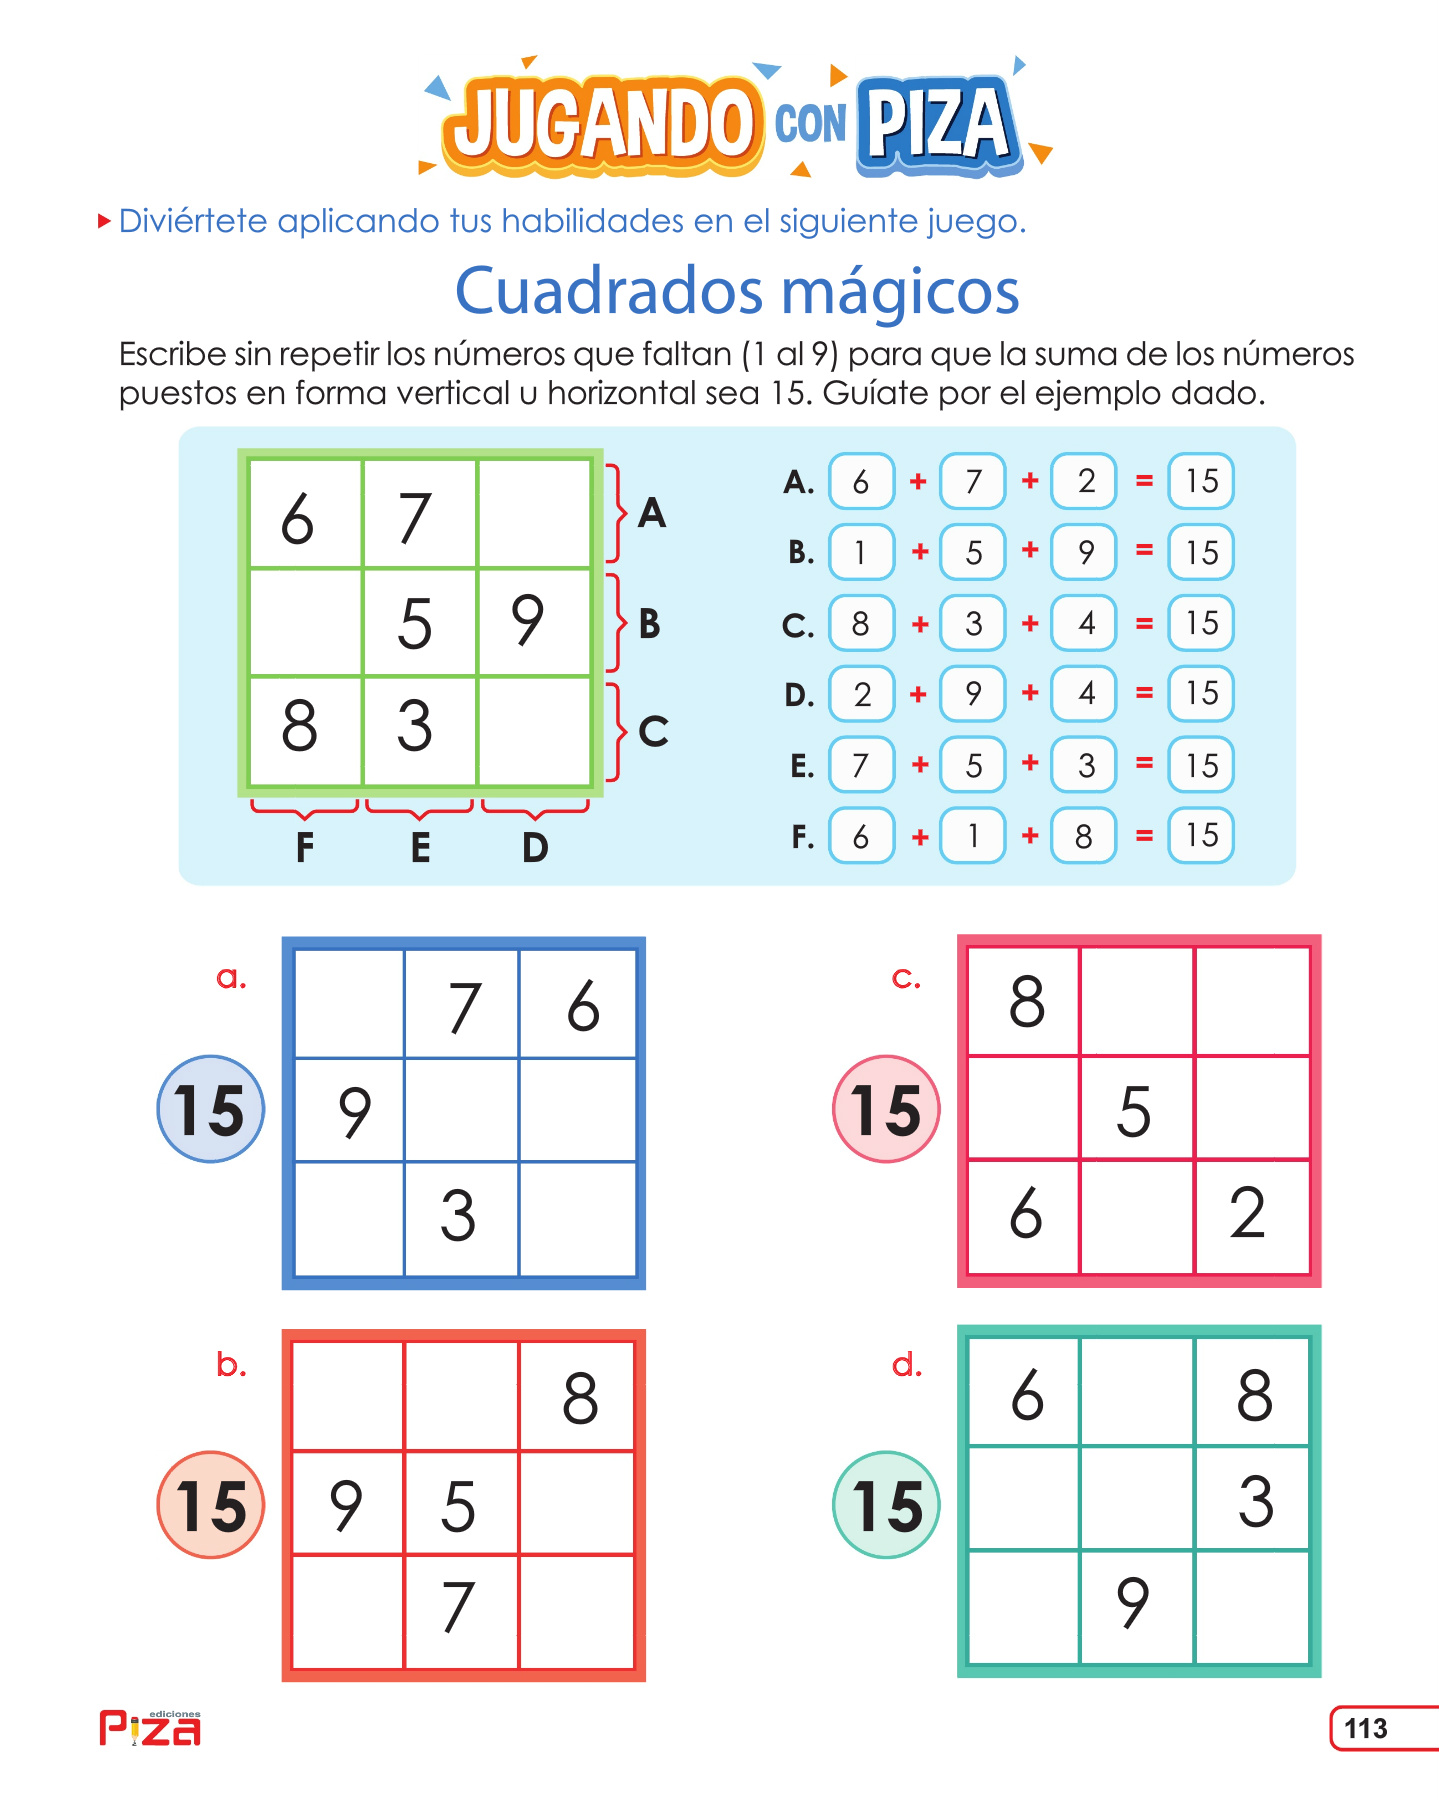 JUGANDO CON PIZA
Diviértete aplicando tus habilidades en el siguiente juego.
Cuadrados mágicos
Escribe sin repetir los números que faltan (1 al 9) para que la suma de los números
puestos en forma vertical u horizontal sea 15. Guíate por el ejemplo dado.
6 7 A
5 9 B
8 3 C
F E D
A. 6 + 7 + 2 = 15
B. 1 + 5 + 9 = 15
C. 8 + 3 + 4 = 15
D. 2 + 9 + 4 = 15
E. 7 + 5 + 3 = 15
F. 6 + 1 + 8 = 15
a.
15
7 6
9
3
c.
15
8
5
6 2
b.
15
8
9 5
7
d.
15
6 8
3
9
ediciones
Piza
113